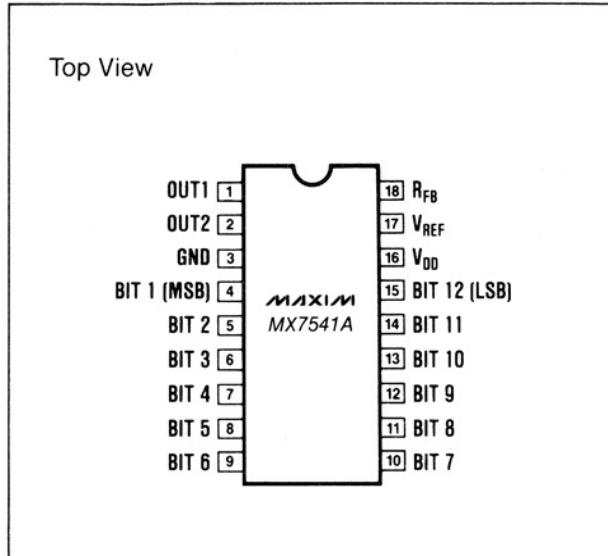 Top View
OUT1 1
OUT2 2
GND 3
BIT 1 (MSB) 4
BIT 2 5
BIT 3 6
BIT 4 7
BIT 5 8
BIT 6 9
MAXIM
MX7541A
18 RFB
17 VREF
16 VDD
15 BIT 12 (LSB)
14 BIT 11
13 BIT 10
12 BIT 9
11 BIT 8
10 BIT 7